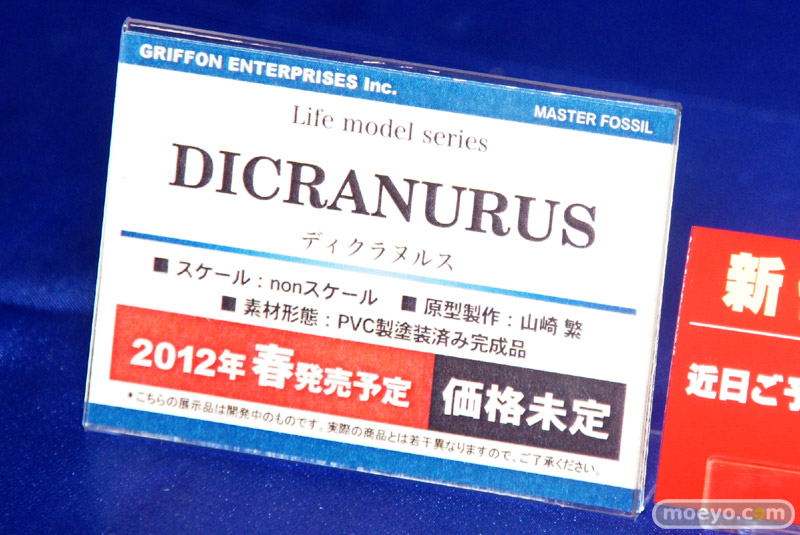 GRIFFON ENTERPRISES Inc.
MASTER FOSSIL
Life model series
DICRANURUS
ディクラヌルス
■ スケール：nonスケール ■ 原型製作：山崎 繁
■ 素材形態：PVC製塗装済み完成品
2012年 春発売予定 価格未定
*こちらの展示品は開発中のものです。実際の商品とは若干異なりますので、ご了承ください。
新
近日ご予
moeyo.com